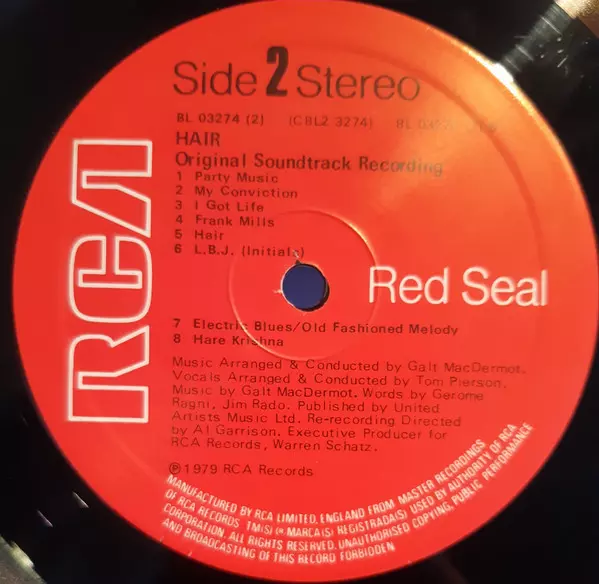 Side 2 Stereo
BL 03274 (2) (CBL2 3274) BL
HAIR
Original Soundtrack Recording
1 Party Music
2 My Conviction
3 I Got Life
4 Frank Mills
5 Hair
6 L.B.J. (Initials)
RCA
Red Seal
7 Electric Blues/Old Fashioned Melody
8 Hare Krishna
Music Arranged & Conducted by Galt MacDermot.
Vocals Arranged & Conducted by Tom Pierson.
Music by Galt MacDermot. Words by Gerome
Ragni, Jim Rado. Published by United
Artists Music Ltd. Re-recording Directed
by Al Garrison. Executive Producer for
RCA Records, Warren Schatz.
℗1979 RCA Records
MANUFACTURED BY RCA LIMITED, ENGLAND FROM MASTER RECORDINGS
OF RCA RECORDS TM(S) ® MARCA(S) REGISTRADA(S) USED BY AUTHORITY OF RCA
CORPORATION. ALL RIGHTS RESERVED. UNAUTHORISED COPYING, PUBLIC PERFORMANCE
AND BROADCASTING OF THIS RECORD FORBIDDEN